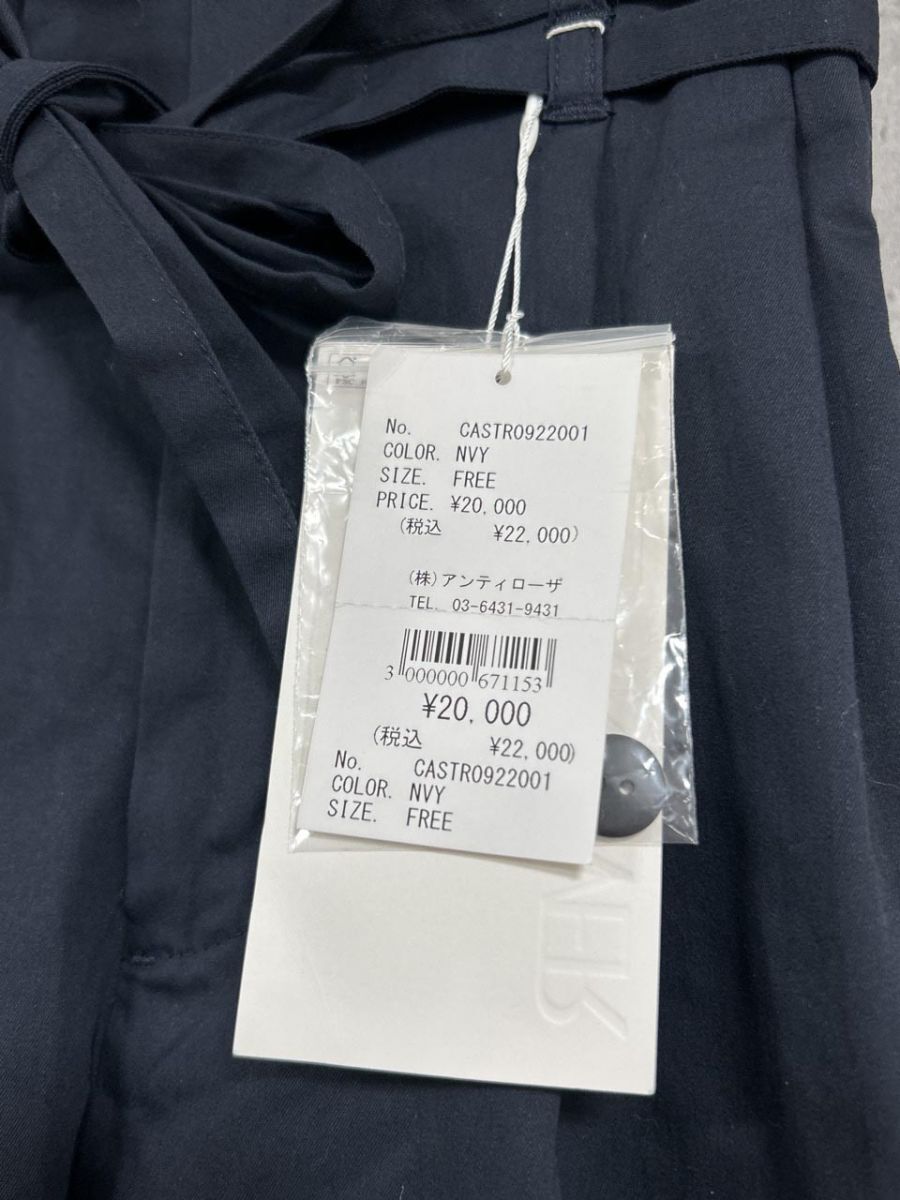 No. CASTR0922001
COLOR. NVY
SIZE. FREE
PRICE. ¥20,000
(税込 ¥22,000)
(株)アンティローザ
TEL. 03-6431-9431
3 000000 671153
¥20,000
(税込 ¥22,000)
No. CASTR0922001
COLOR. NVY
SIZE. FREE